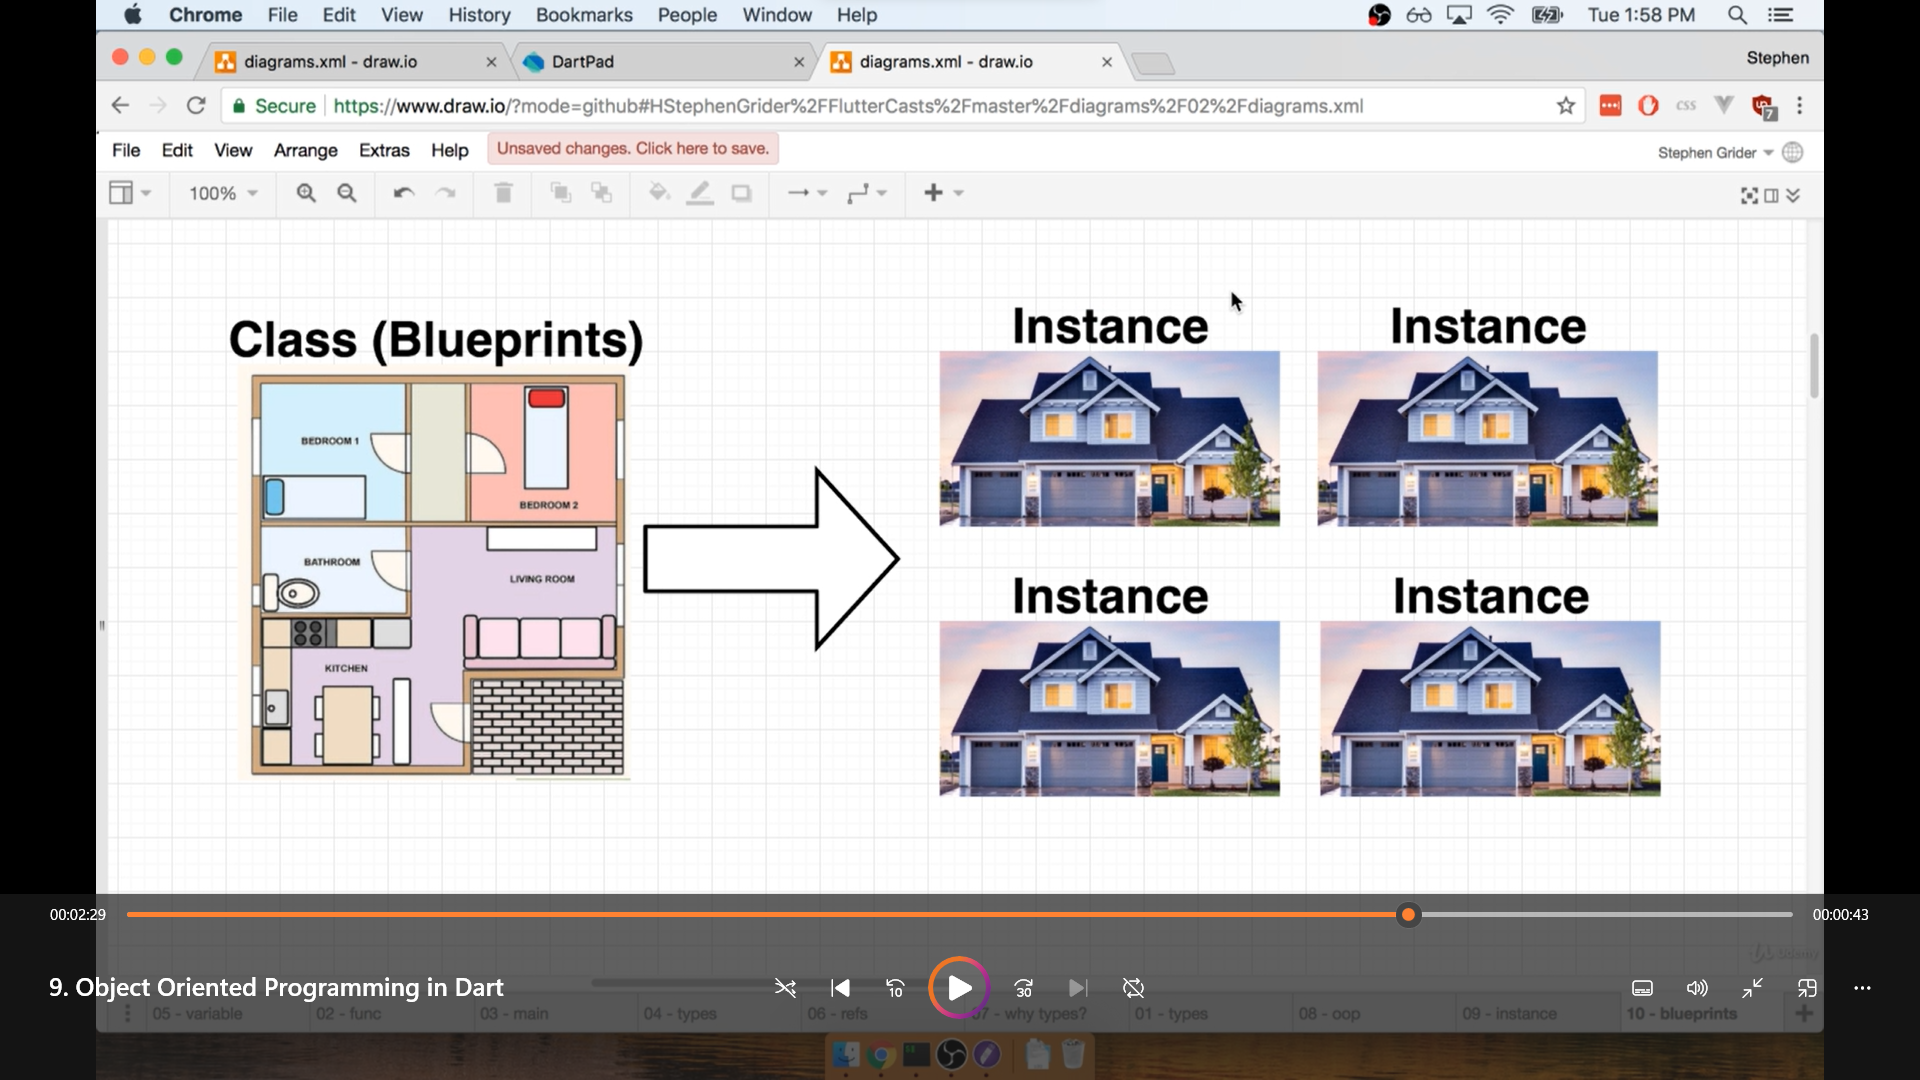 Chrome File Edit View History Bookmarks People Window Help Tue 1:58 PM
diagrams.xml - draw.io DartPad diagrams.xml - draw.io Stephen
Secure https://www.draw.io/?mode=github#HStephenGrider%2FFlutterCasts%2Fmaster%2Fdiagrams%2F02%2Fdiagrams.xml css 7
File Edit View Arrange Extras Help Unsaved changes. Click here to save. Stephen Grider
100%
Class (Blueprints)
BEDROOM 1
BEDROOM 2
BATHROOM
LIVING ROOM
KITCHEN
Instance Instance
Instance Instance
00:02:29 00:00:43
udemy
9. Object Oriented Programming in Dart 10 30
05 - variable 02 - func 03 - main 04 - types 06 - refs 07 - why types? 01 - types 08 - oop 09 - instance 10 - blueprints